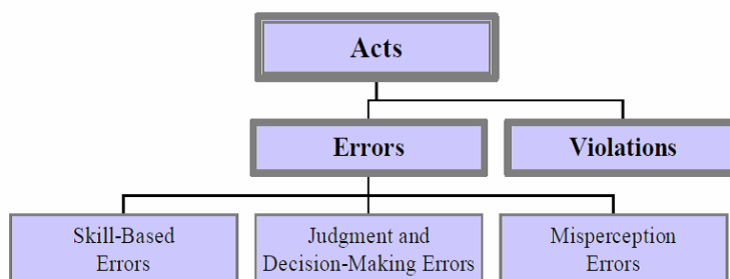 Acts
Errors
Violations
Skill-Based
Errors
Judgment and
Decision-Making Errors
Misperception
Errors